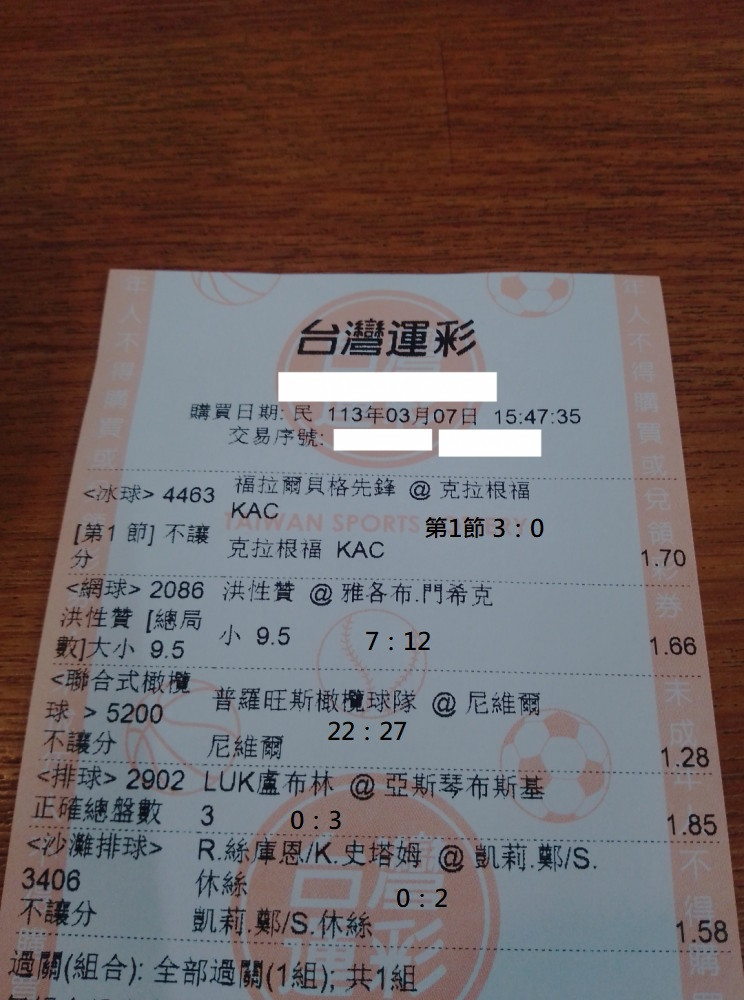 台灣運彩
購買日期: 民 113年03月07日 15:47:35
交易序號:
<冰球> 4463 福拉爾貝格先鋒 @ 克拉根福
KAC
TAIWAN SPORTS LOTTERY
[第1 節] 不讓
分
克拉根福 KAC
第1節 3:0
1.70
<網球> 2086 洪性贊 @ 雅各布.門希克
洪性贊 [總局
數]大小 9.5
小 9.5
7:12
1.66
<聯合式橄欖
球 > 5200
普羅旺斯橄欖球隊 @ 尼維爾
不讓分 尼維爾
22:27
1.28
<排球> 2902 LUK盧布林 @ 亞斯琴布斯基
正確總盤數 3
0:3
1.85
<沙灘排球>
3406
R.絲庫恩/K.史塔姆 @ 凱莉.鄭/S.
休絲
不讓分 凱莉.鄭/S.休絲
0:2
1.58
過關(組合): 全部過關(1組); 共1組